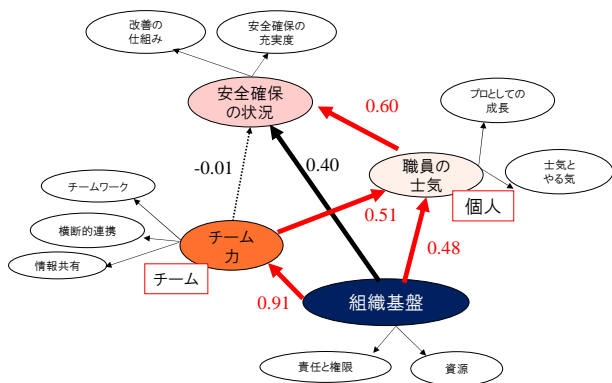 改善の
仕組み
安全確保の
充実度
安全確保
の状況
プロとしての
成長
0.60
職員の
士気
士気と
やる気
-0.01
0.40
チームワーク
個人
0.51
横断的連携
チーム
力
0.48
情報共有
チーム
0.91
組織基盤
責任と権限
資源